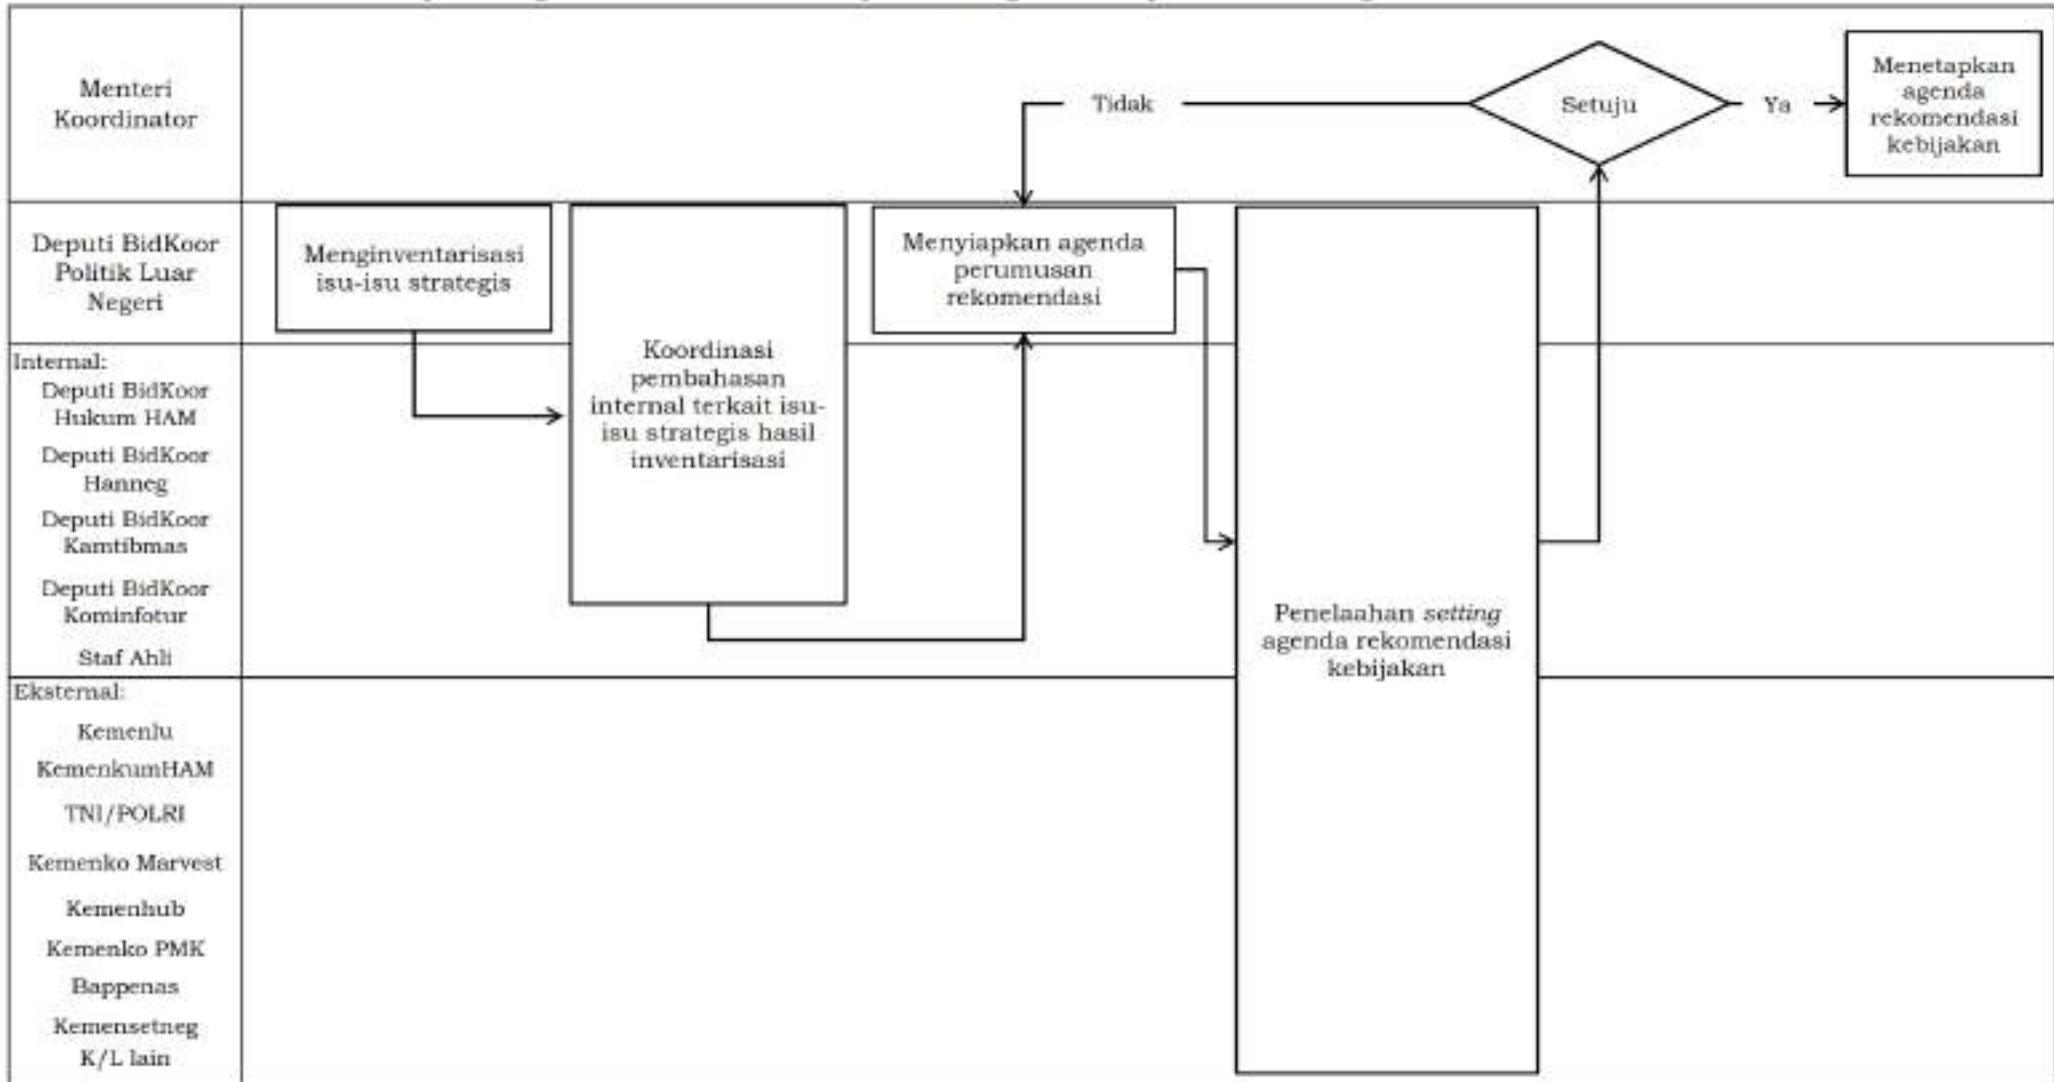 Menteri
Koordinator
Tidak
Setuju
Ya
Menetapkan
agenda
rekomendasi
kebijakan
Deputi BidKoor
Politik Luar
Negeri
Menginventarisasi
isu-isu strategis
Koordinasi
pembahasan
internal terkait isu-
isu strategis hasil
inventarisasi
Menyiapkan agenda
perumusan
rekomendasi
Penelaahan setting
agenda rekomendasi
kebijakan
Internal:
Deputi BidKoor
Hukum HAM
Deputi BidKoor
Hanneg
Deputi BidKoor
Kamtibmas
Deputi BidKoor
Kominfotur
Staf Ahli
Eksternal:
Kemenlu
KemenkumHAM
TNI/POLRI
Kemenko Marvest
Kemenhub
Kemenko PMK
Bappenas
Kemensetneg
K/L lain